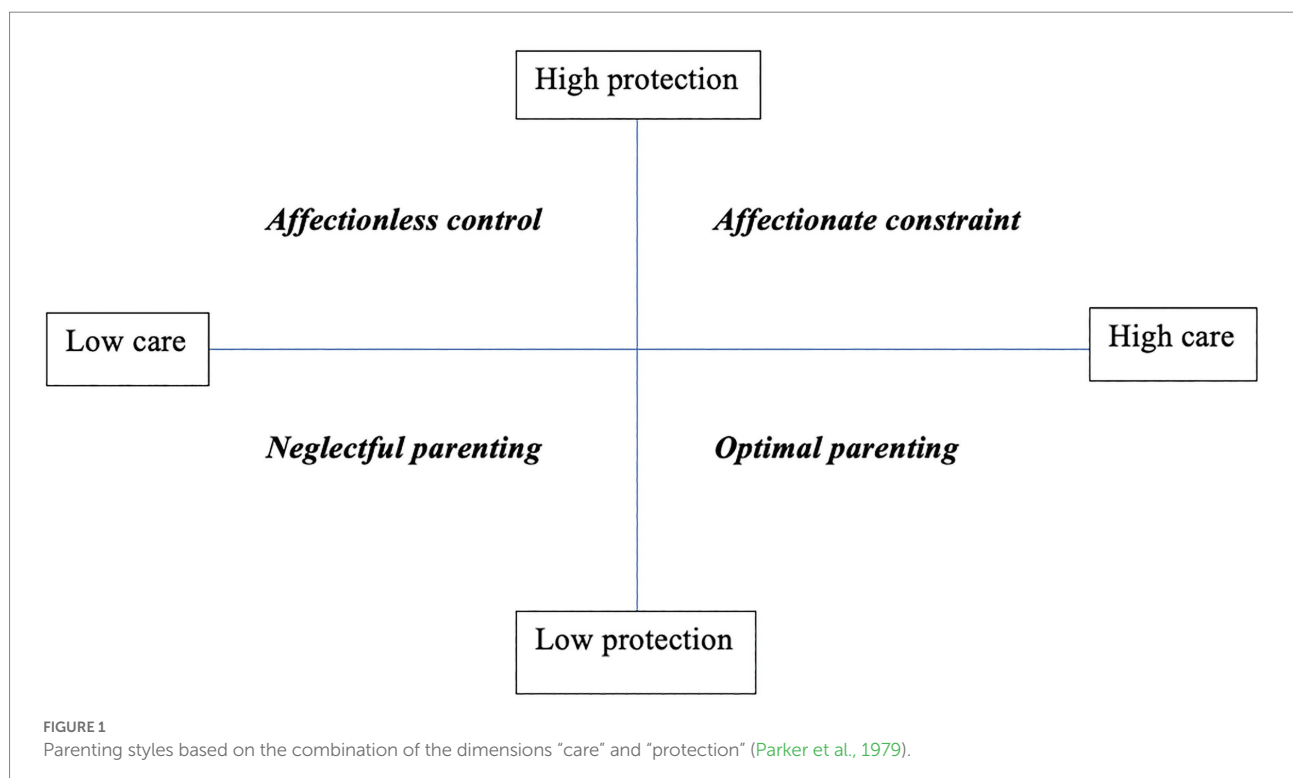 High protection
Affectionless control
Affectionate constraint
Low care
High care
Neglectful parenting
Optimal parenting
Low protection
FIGURE 1
Parenting styles based on the combination of the dimensions “care” and “protection” (Parker et al., 1979).